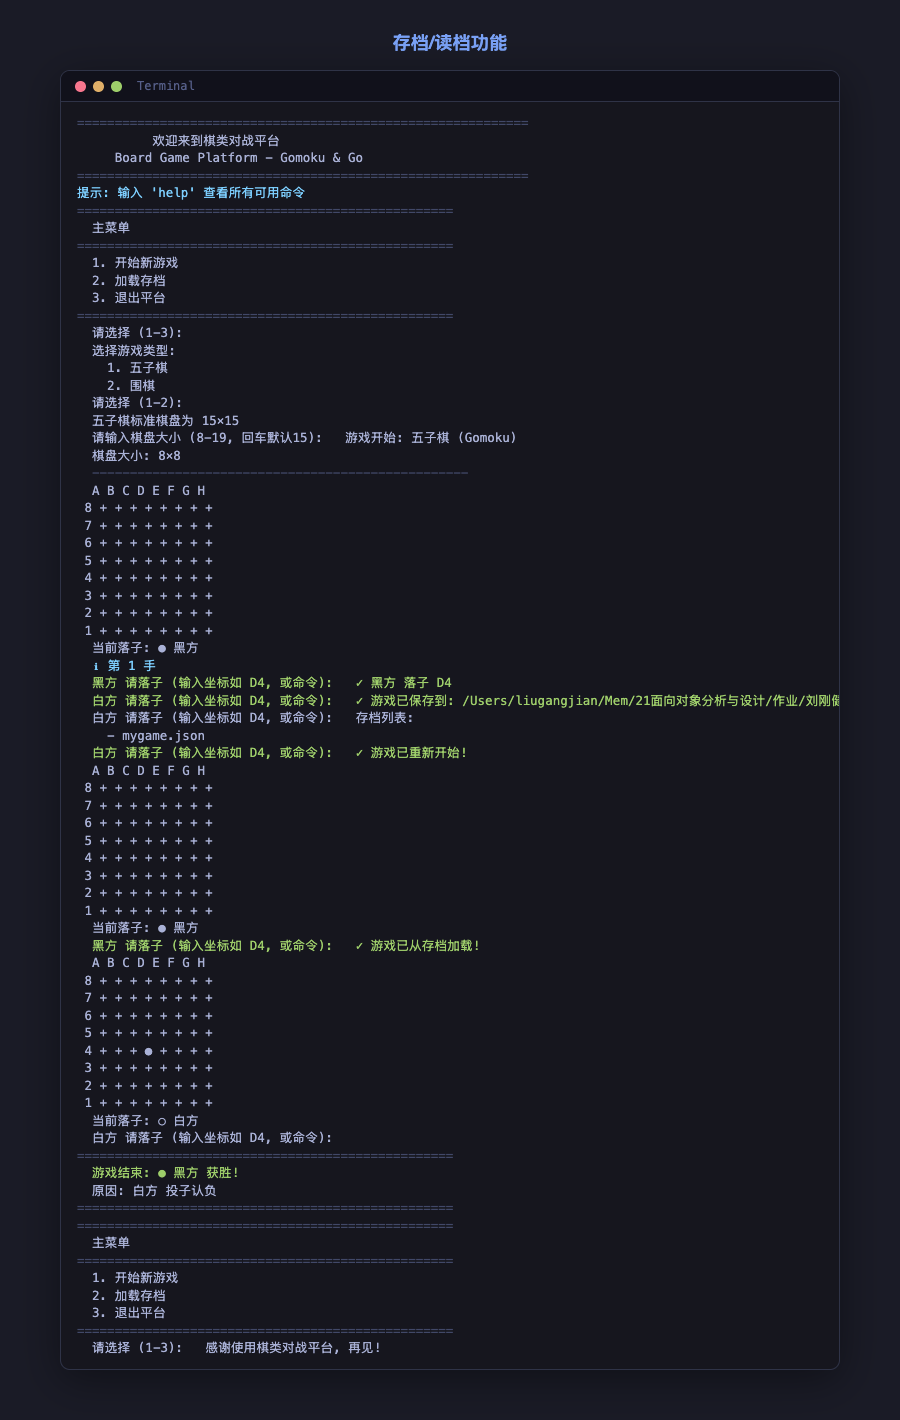 存档/读档功能
Terminal
============================================================
欢迎来到棋类对战平台
Board Game Platform - Gomoku & Go
============================================================
提示: 输入 'help' 查看所有可用命令
==================================================
主菜单
==================================================
1. 开始新游戏
2. 加载存档
3. 退出平台
==================================================
请选择 (1-3):
选择游戏类型:
1. 五子棋
2. 围棋
请选择 (1-2):
五子棋标准棋盘为 15×15
请输入棋盘大小 (8-19, 回车默认15):   游戏开始: 五子棋 (Gomoku)
棋盘大小: 8×8
──────────────────────────────────────────────────
A B C D E F G H
8 + + + + + + + +
7 + + + + + + + +
6 + + + + + + + +
5 + + + + + + + +
4 + + + + + + + +
3 + + + + + + + +
2 + + + + + + + +
1 + + + + + + + +
当前落子: ● 黑方
ℹ 第 1 手
黑方 请落子 (输入坐标如 D4, 或命令):   ✓ 黑方 落子 D4
白方 请落子 (输入坐标如 D4, 或命令):   ✓ 游戏已保存到: /Users/liugangjian/Mem/21面向对象分析与设计/作业/刘刚
白方 请落子 (输入坐标如 D4, 或命令):   存档列表:
- mygame.json
白方 请落子 (输入坐标如 D4, 或命令):   ✓ 游戏已重新开始!
A B C D E F G H
8 + + + + + + + +
7 + + + + + + + +
6 + + + + + + + +
5 + + + + + + + +
4 + + + + + + + +
3 + + + + + + + +
2 + + + + + + + +
1 + + + + + + + +
当前落子: ● 黑方
黑方 请落子 (输入坐标如 D4, 或命令):   ✓ 游戏已从存档加载!
A B C D E F G H
8 + + + + + + + +
7 + + + + + + + +
6 + + + + + + + +
5 + + + + + + + +
4 + + + ● + + + +
3 + + + + + + + +
2 + + + + + + + +
1 + + + + + + + +
当前落子: ○ 白方
白方 请落子 (输入坐标如 D4, 或命令):
==================================================
游戏结束: ● 黑方 获胜!
原因: 白方 投子认负
==================================================
==================================================
主菜单
==================================================
1. 开始新游戏
2. 加载存档
3. 退出平台
==================================================
请选择 (1-3):   感谢使用棋类对战平台, 再见!